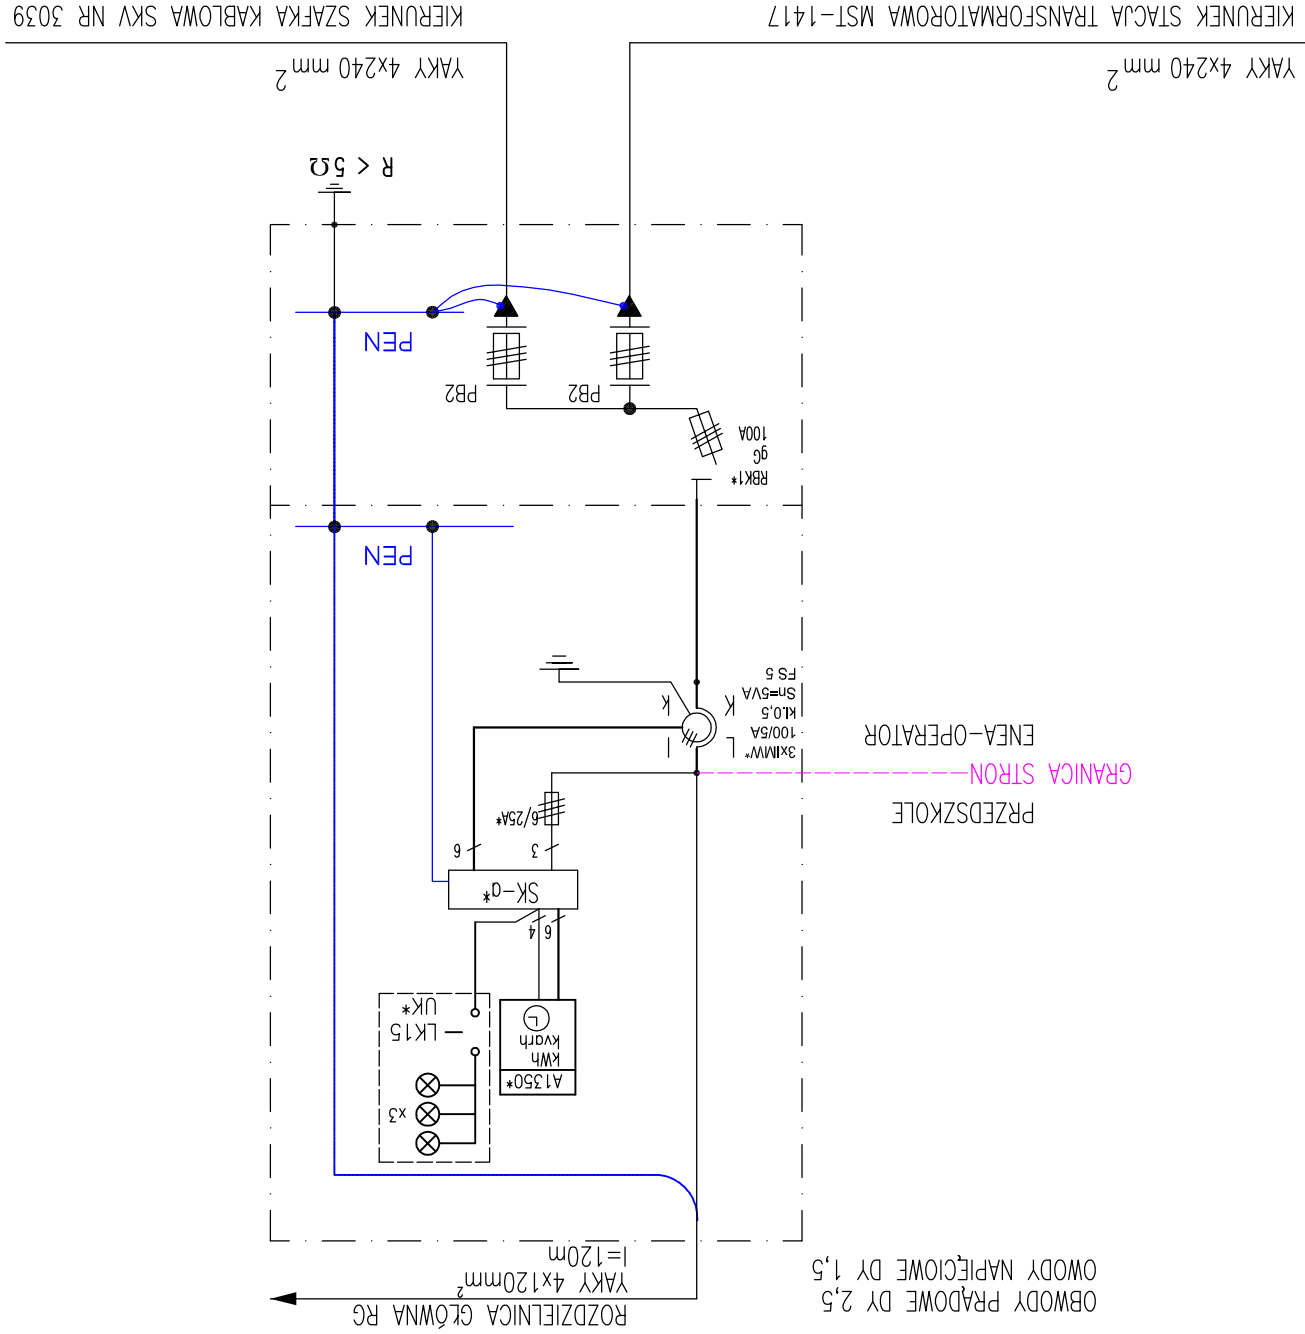 OBWODY PRĄDOWE DY 2,5
OWODY NAPIĘCIOWE DY 1,5
ROZDZIELNICA GŁÓWNA RG
YAKY 4x120mm²
l=120m
x3
A1350*
kWh
kvarh
L
LK15
UK*
6
4
SK-a*
3
6
6/25A*
PRZEDSZKOLE
GRANICA STRON
ENEA-OPERATOR
3xIMW*
100/5A
kl.0,5
Sn=5VA
FS 5
L
l
K
k
PEN
RBK1*
gG
100A
PB2
PB2
PEN
R < 5Ω
YAKY 4x240 mm²
YAKY 4x240 mm²
KIERUNEK STACJA TRANSFORMATOROWA MST-1417
KIERUNEK SZAFKA KABLOWA SKV NR 3039